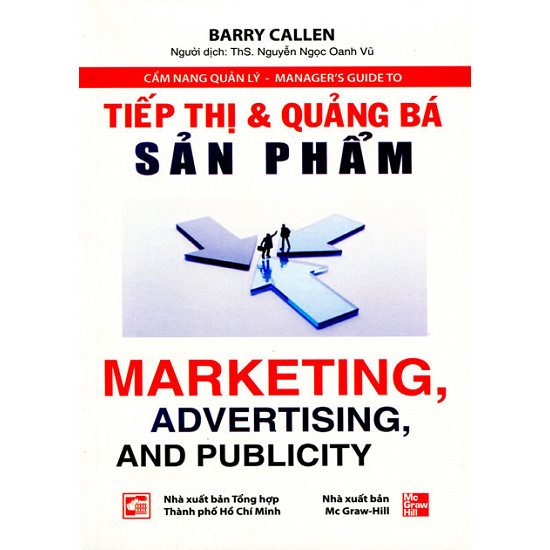 BARRY CALLEN
Người dịch: ThS. Nguyễn Ngọc Oanh Vũ
CẨM NANG QUẢN LÝ - MANAGER'S GUIDE TO
TIẾP THỊ & QUẢNG BÁ
SẢN PHẨM
MARKETING,
ADVERTISING,
AND PUBLICITY
Nhà xuất bản Tổng hợp
Thành phố Hồ Chí Minh
Nhà xuất bản
Mc Graw-Hill
Mc
Graw
Hill